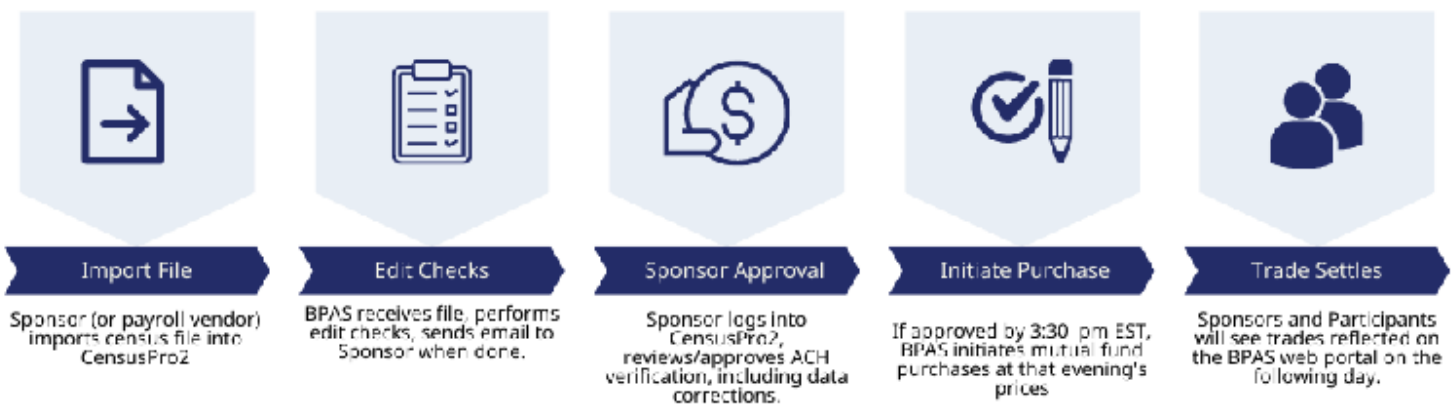 Import File
Sponsor (or payroll vendor)
imports census file into
CensusPro2
Edit Checks
BPAS receives file, performs
edit checks, sends email to
Sponsor when done.
Sponsor Approval
Sponsor logs into
CensusPro2,
reviews/approves ACH
verification, including data
corrections.
Initiate Purchase
If approved by 3:30 pm EST,
BPAS initiates mutual fund
purchases at that evening's
prices
Trade Settles
Sponsors and Participants
will see trades reflected on
the BPAS web portal on the
following day.